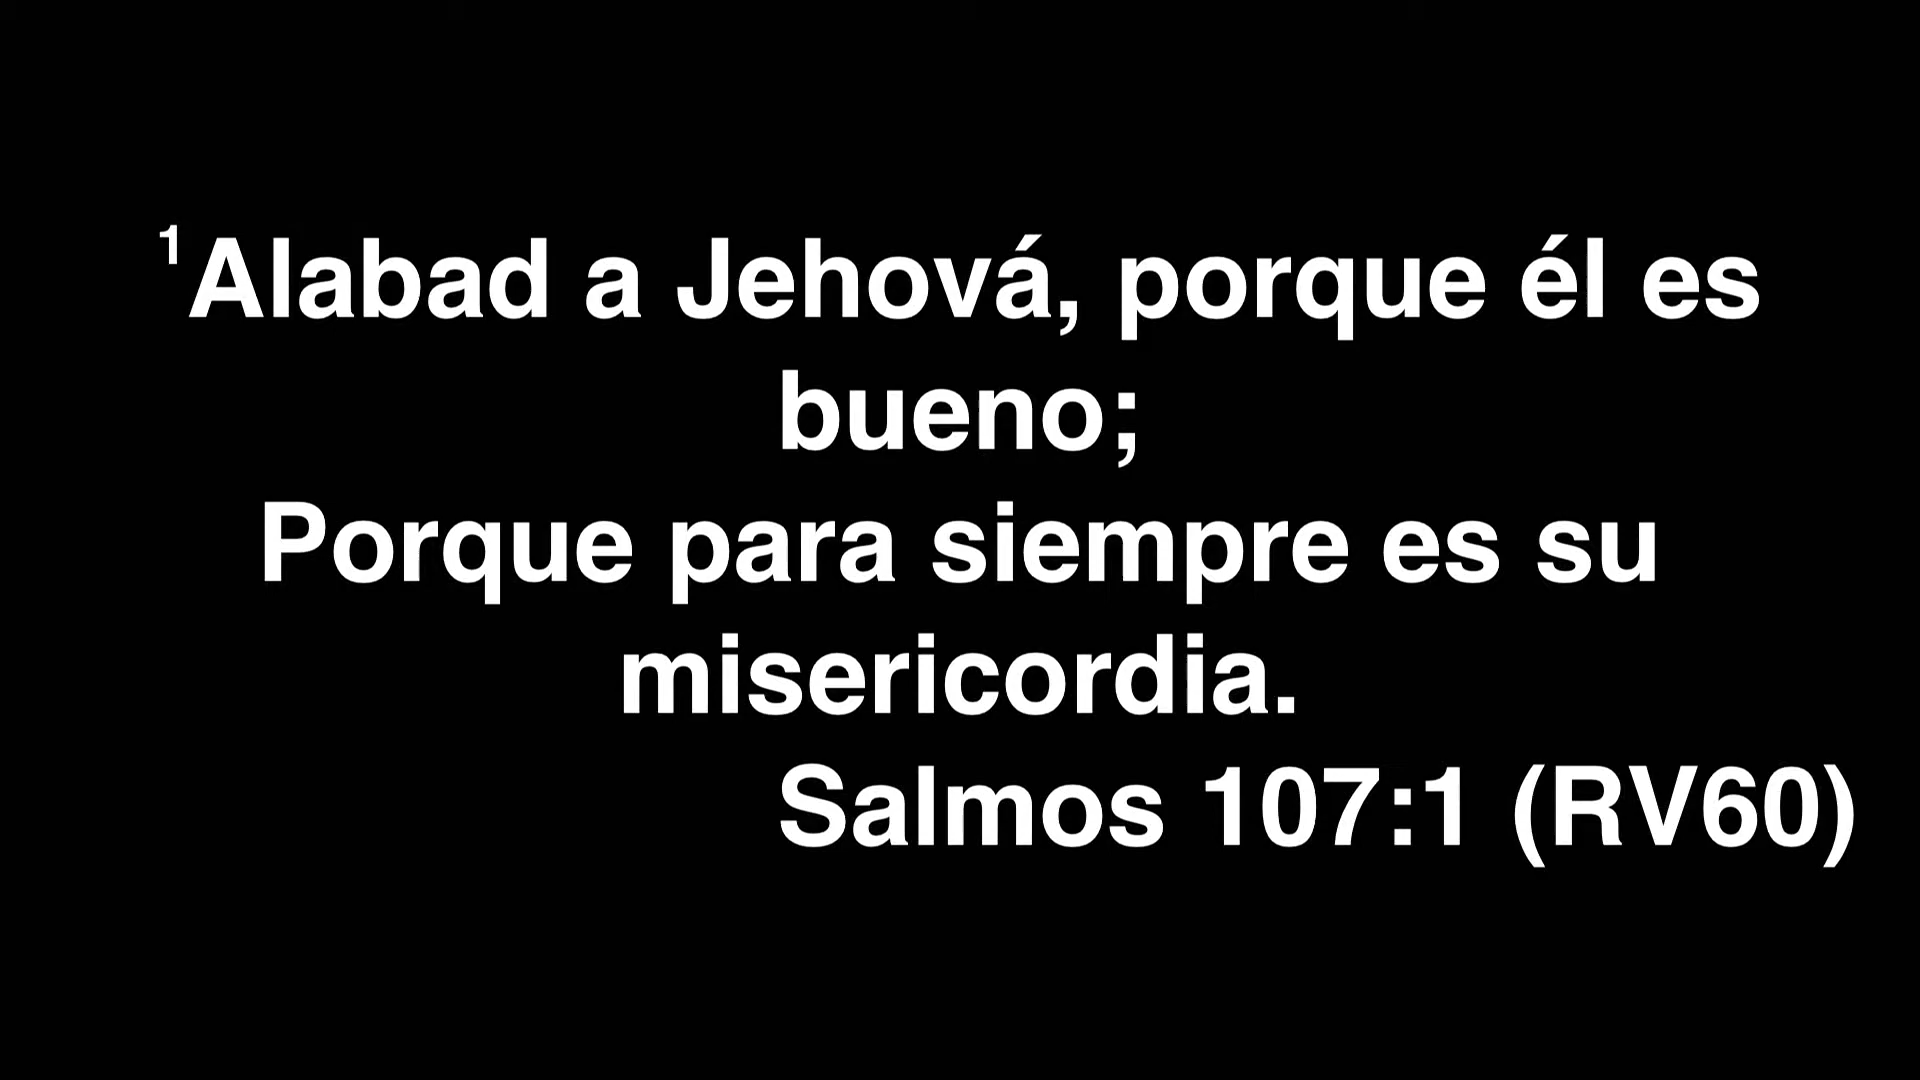 ¹Alabad a Jehová, porque él es
bueno;
Porque para siempre es su
misericordia.
Salmos 107:1 (RV60)